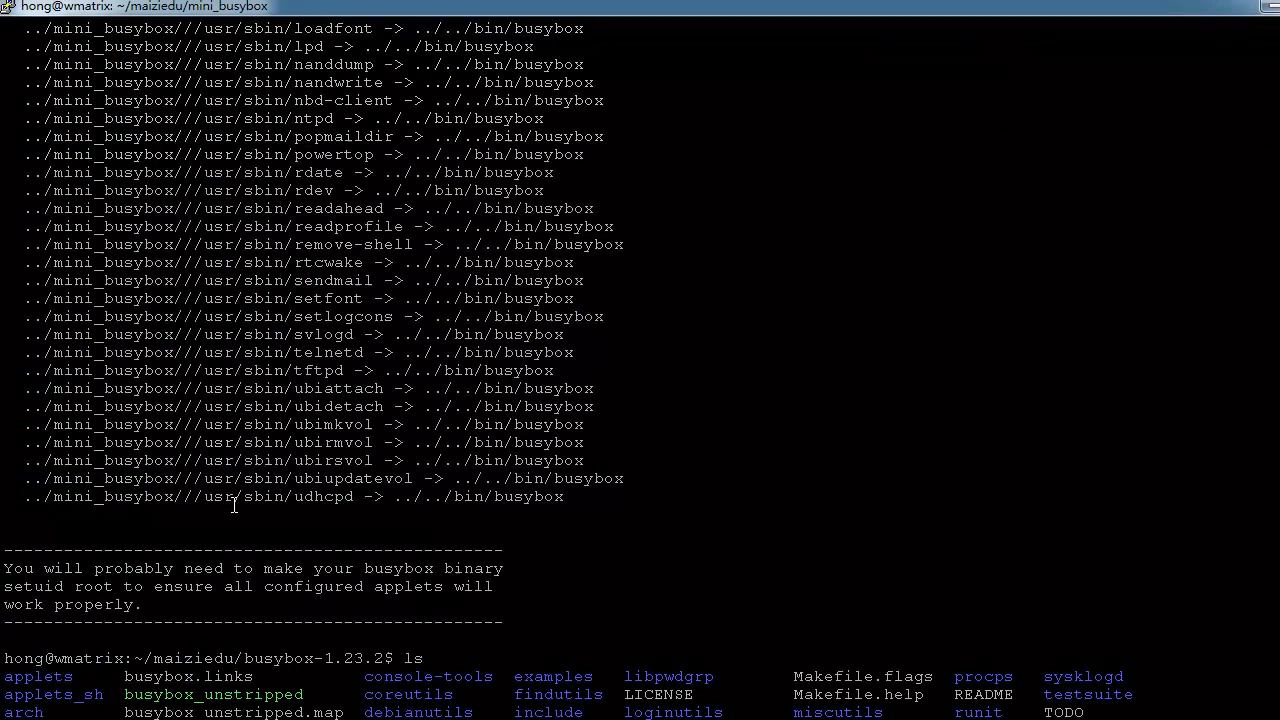 hong@wmatrix: ~/maiziedu/mini_busybox
../mini_busybox///usr/sbin/loadfont -> ../../bin/busybox
../mini_busybox///usr/sbin/lpd -> ../../bin/busybox
../mini_busybox///usr/sbin/nanddump -> ../../bin/busybox
../mini_busybox///usr/sbin/nandwrite -> ../../bin/busybox
../mini_busybox///usr/sbin/nbd-client -> ../../bin/busybox
../mini_busybox///usr/sbin/ntpd -> ../../bin/busybox
../mini_busybox///usr/sbin/popmaildir -> ../../bin/busybox
../mini_busybox///usr/sbin/powertop -> ../../bin/busybox
../mini_busybox///usr/sbin/rdate -> ../../bin/busybox
../mini_busybox///usr/sbin/rdev -> ../../bin/busybox
../mini_busybox///usr/sbin/readahead -> ../../bin/busybox
../mini_busybox///usr/sbin/readprofile -> ../../bin/busybox
../mini_busybox///usr/sbin/remove-shell -> ../../bin/busybox
../mini_busybox///usr/sbin/rtcwake -> ../../bin/busybox
../mini_busybox///usr/sbin/sendmail -> ../../bin/busybox
../mini_busybox///usr/sbin/setfont -> ../../bin/busybox
../mini_busybox///usr/sbin/setlogcons -> ../../bin/busybox
../mini_busybox///usr/sbin/svlogd -> ../../bin/busybox
../mini_busybox///usr/sbin/telnetd -> ../../bin/busybox
../mini_busybox///usr/sbin/tftpd -> ../../bin/busybox
../mini_busybox///usr/sbin/ubiattach -> ../../bin/busybox
../mini_busybox///usr/sbin/ubidetach -> ../../bin/busybox
../mini_busybox///usr/sbin/ubimkvol -> ../../bin/busybox
../mini_busybox///usr/sbin/ubirmvol -> ../../bin/busybox
../mini_busybox///usr/sbin/ubirsvol -> ../../bin/busybox
../mini_busybox///usr/sbin/ubiupdatevol -> ../../bin/busybox
../mini_busybox///usr/sbin/udhcpd -> ../../bin/busybox
--------------------------------------------------
You will probably need to make your busybox binary
setuid root to ensure all configured applets will
work properly.
--------------------------------------------------
hong@wmatrix:~/maiziedu/busybox-1.23.2$ ls
applets busybox.links console-tools examples libpwdgrp Makefile.flags procps sysklogd
applets_sh busybox_unstripped coreutils findutils LICENSE Makefile.help README testsuite
arch busybox_unstripped.map debianutils include loginutils miscutils runit TODO